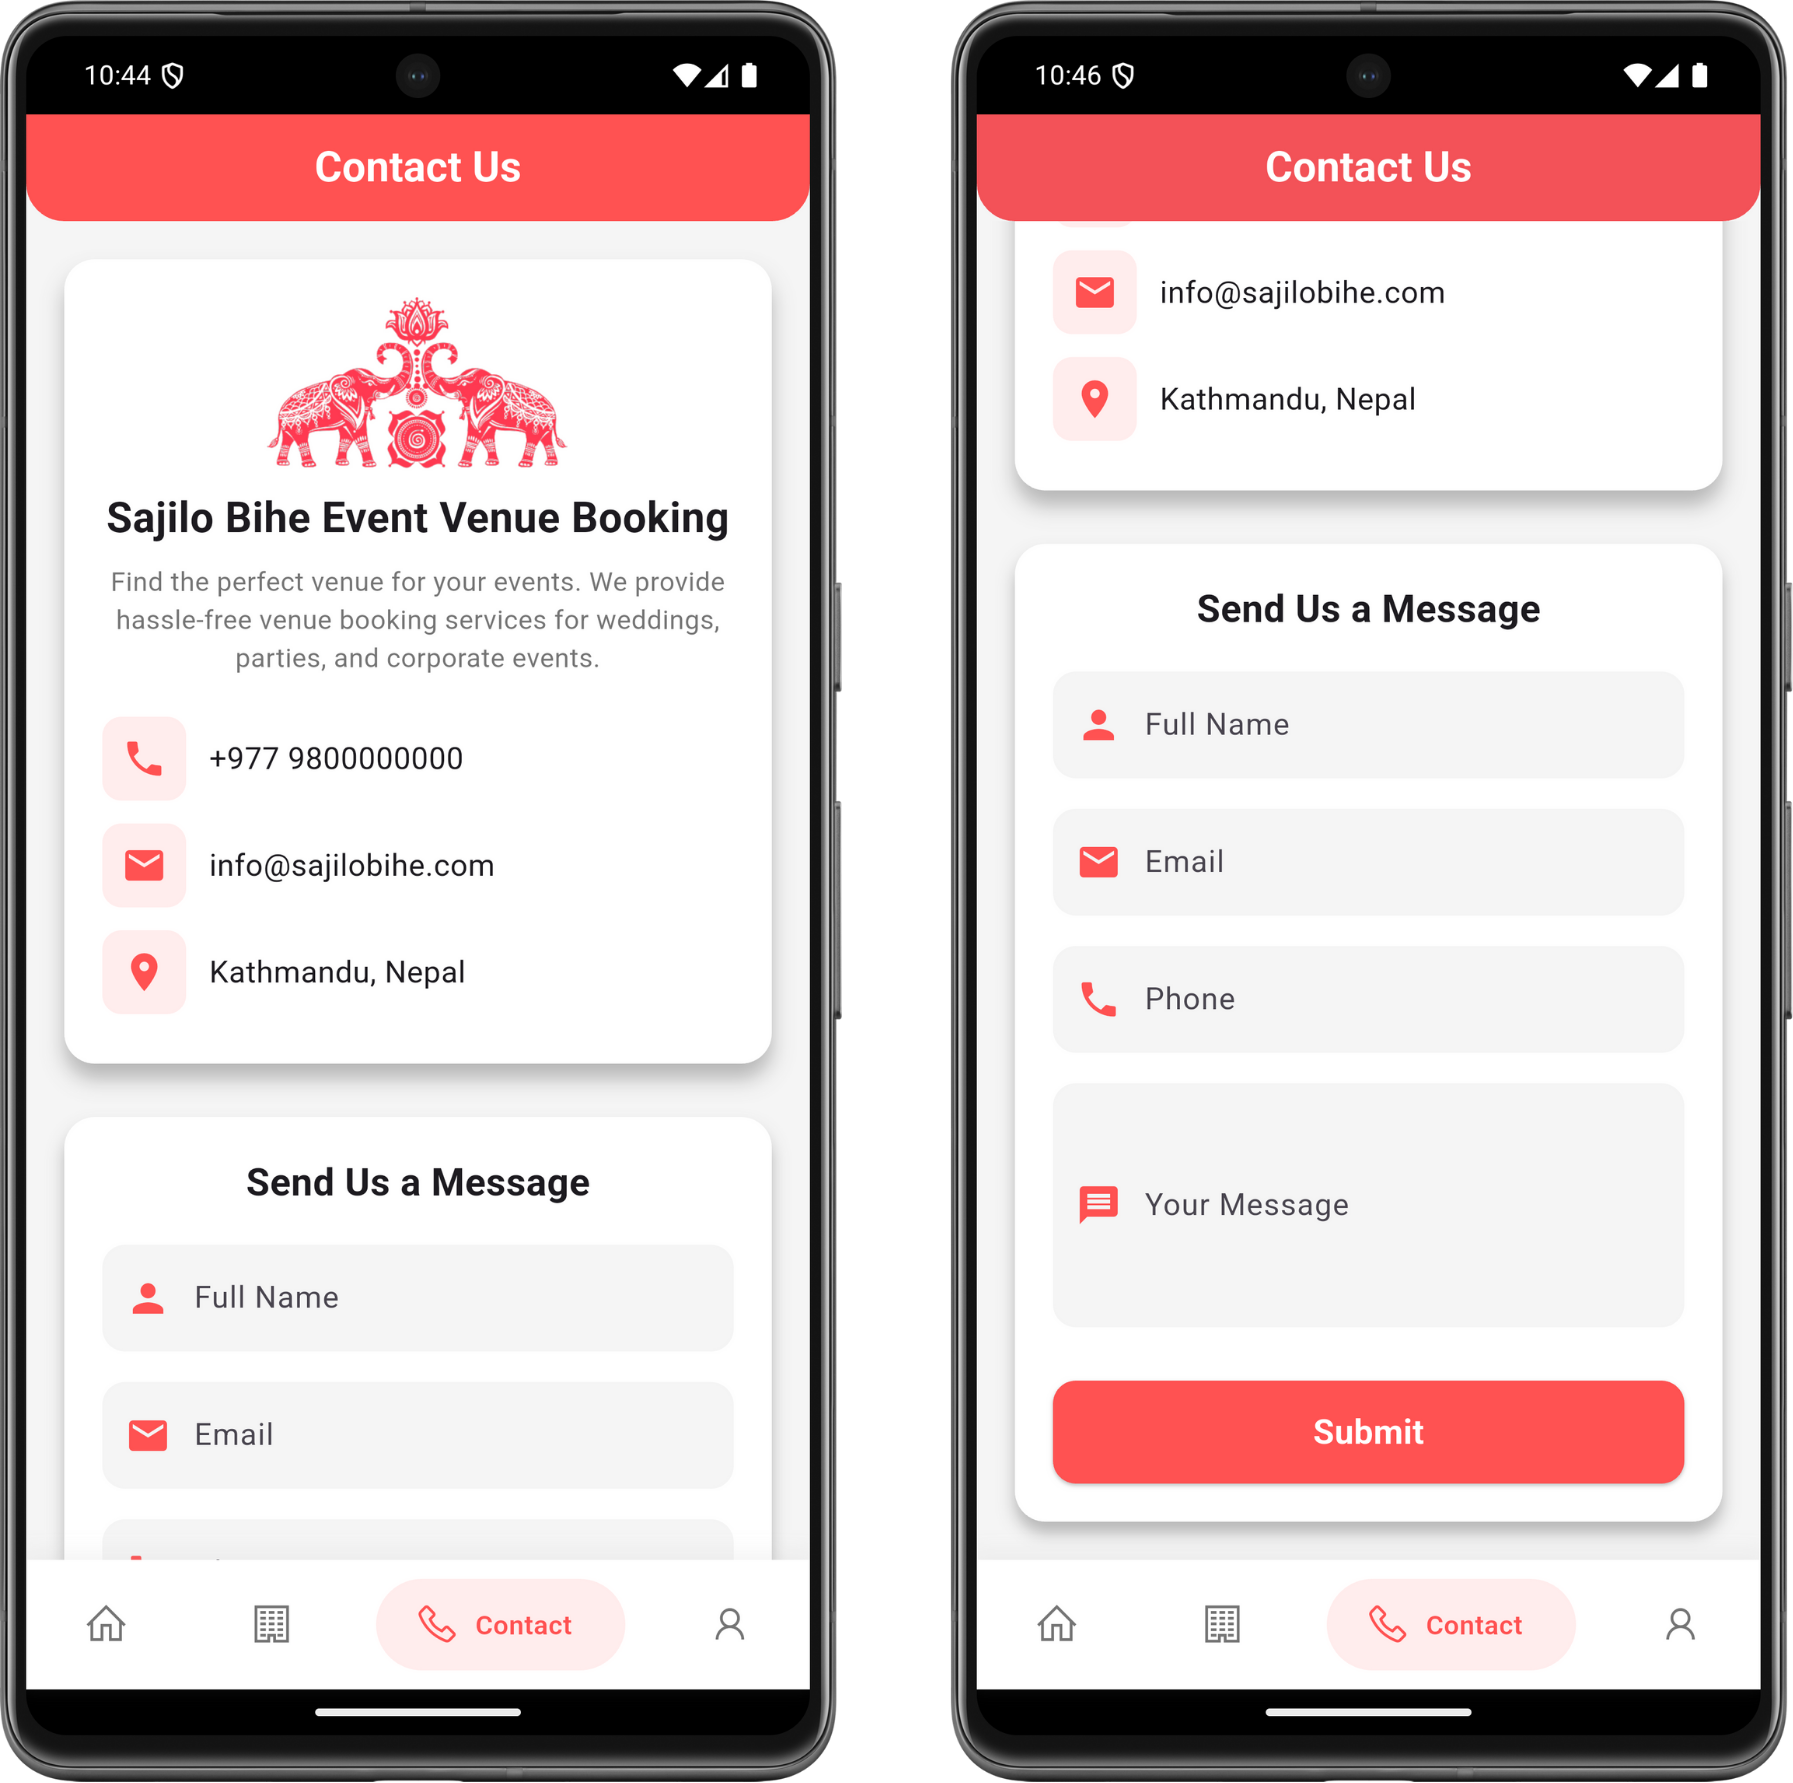 10:44
Contact Us
Sajilo Bihe Event Venue Booking
Find the perfect venue for your events. We provide
hassle-free venue booking services for weddings,
parties, and corporate events.
+977 9800000000
info@sajilobihe.com
Kathmandu, Nepal
Send Us a Message
Full Name
Email
Contact
10:46
Contact Us
info@sajilobihe.com
Kathmandu, Nepal
Send Us a Message
Full Name
Email
Phone
Your Message
Submit
Contact